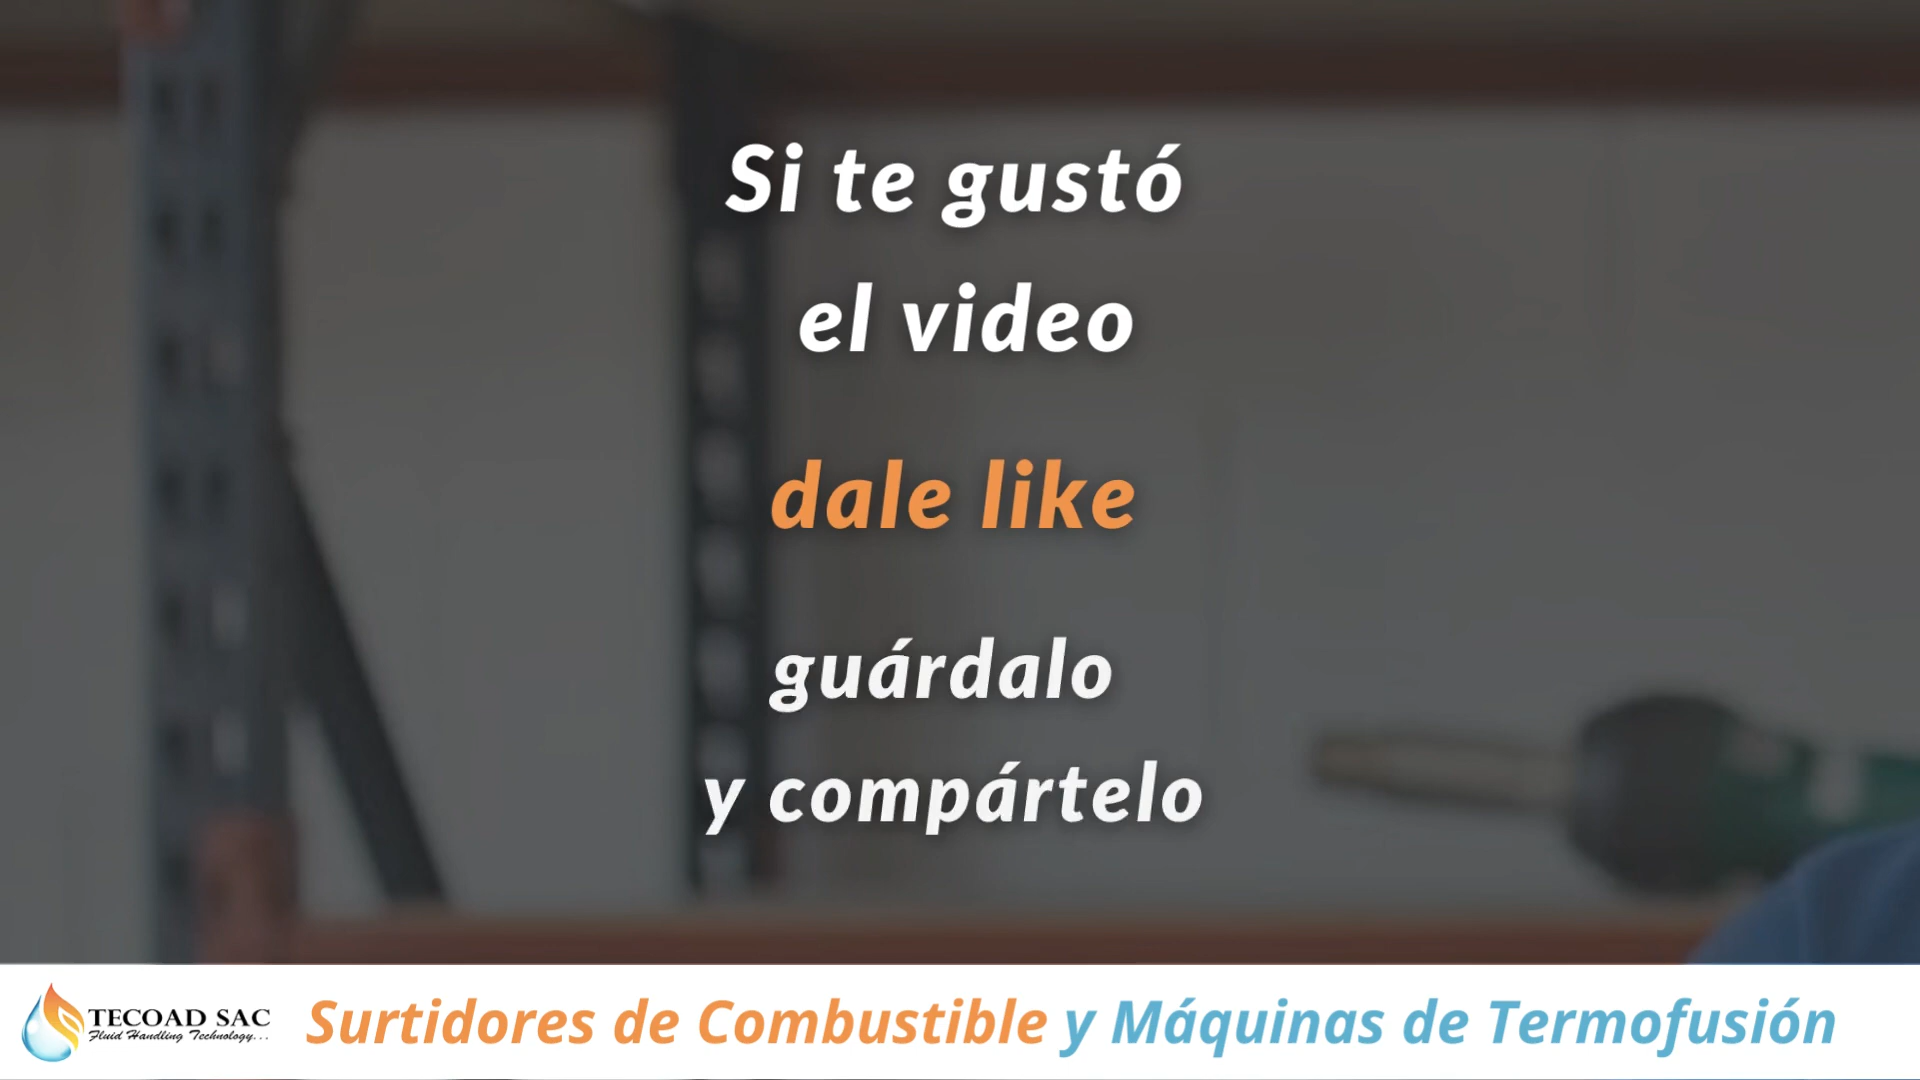 Si te gustó
el video
dale like
guárdalo
y compártelo
TECOAD SAC
Fluid Handling Technology...
Surtidores de Combustible y Máquinas de Termofusión